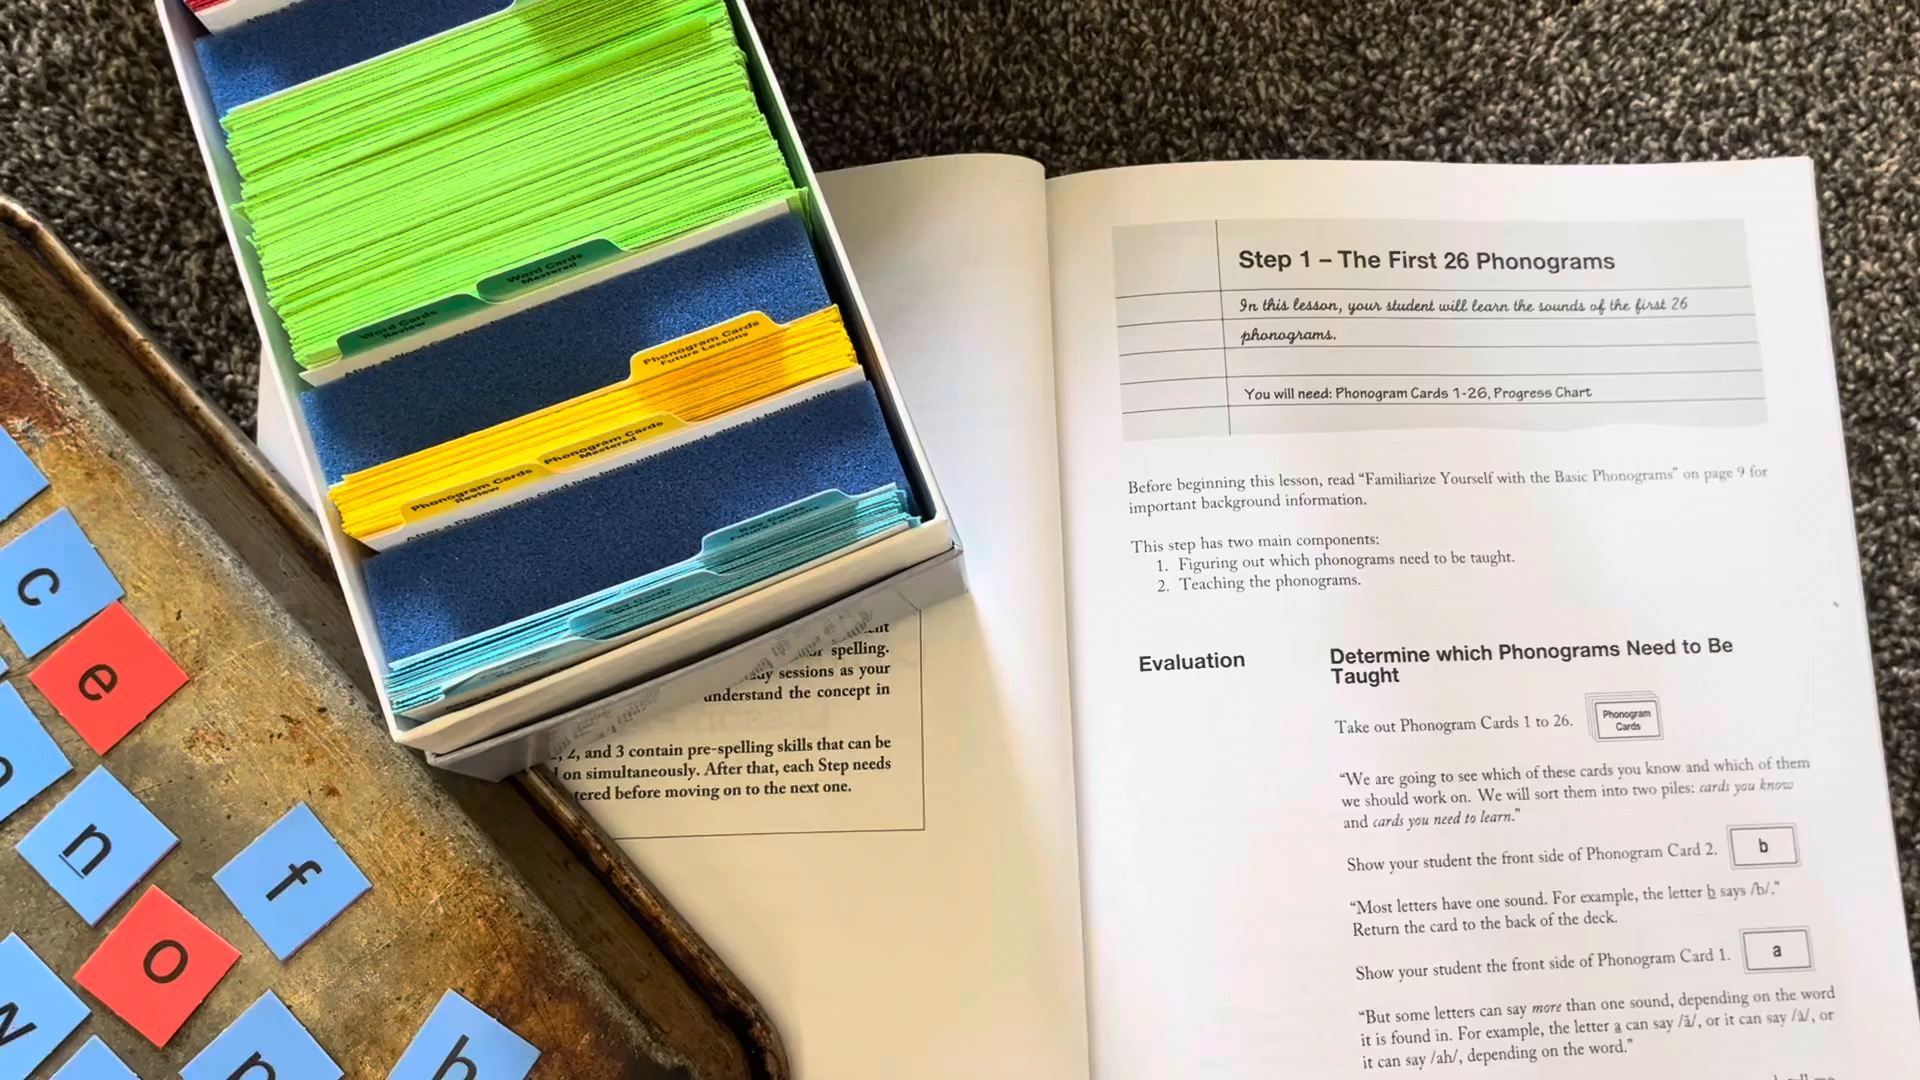 Word Cards
Mastered
Word Cards
Review
Phonogram Cards
Future Lessons
Phonogram Cards
Mastered
Phonogram Cards
Review
c
e
n
f
o
h
spelling.
sessions as your
understand the concept in
2, and 3 contain pre-spelling skills that can be
on simultaneously. After that, each Step needs
before moving on to the next one.
Step 1 – The First 26 Phonograms
In this lesson, your student will learn the sounds of the first 26
phonograms.
You will need: Phonogram Cards 1-26, Progress Chart
Before beginning this lesson, read “Familiarize Yourself with the Basic Phonograms” on page 9 for
important background information.
This step has two main components:
1. Figuring out which phonograms need to be taught.
2. Teaching the phonograms.
Evaluation
Determine which Phonograms Need to Be
Taught
Take out Phonogram Cards 1 to 26.
Phonogram
Cards
“We are going to see which of these cards you know and which of them
we should work on. We will sort them into two piles: cards you know
and cards you need to learn.”
Show your student the front side of Phonogram Card 2.
b
“Most letters have one sound. For example, the letter b says /b/.”
Return the card to the back of the deck.
Show your student the front side of Phonogram Card 1.
a
“But some letters can say more than one sound, depending on the word
it is found in. For example, the letter a can say /ă/, or it can say /ā/, or
it can say /ah/, depending on the word.”